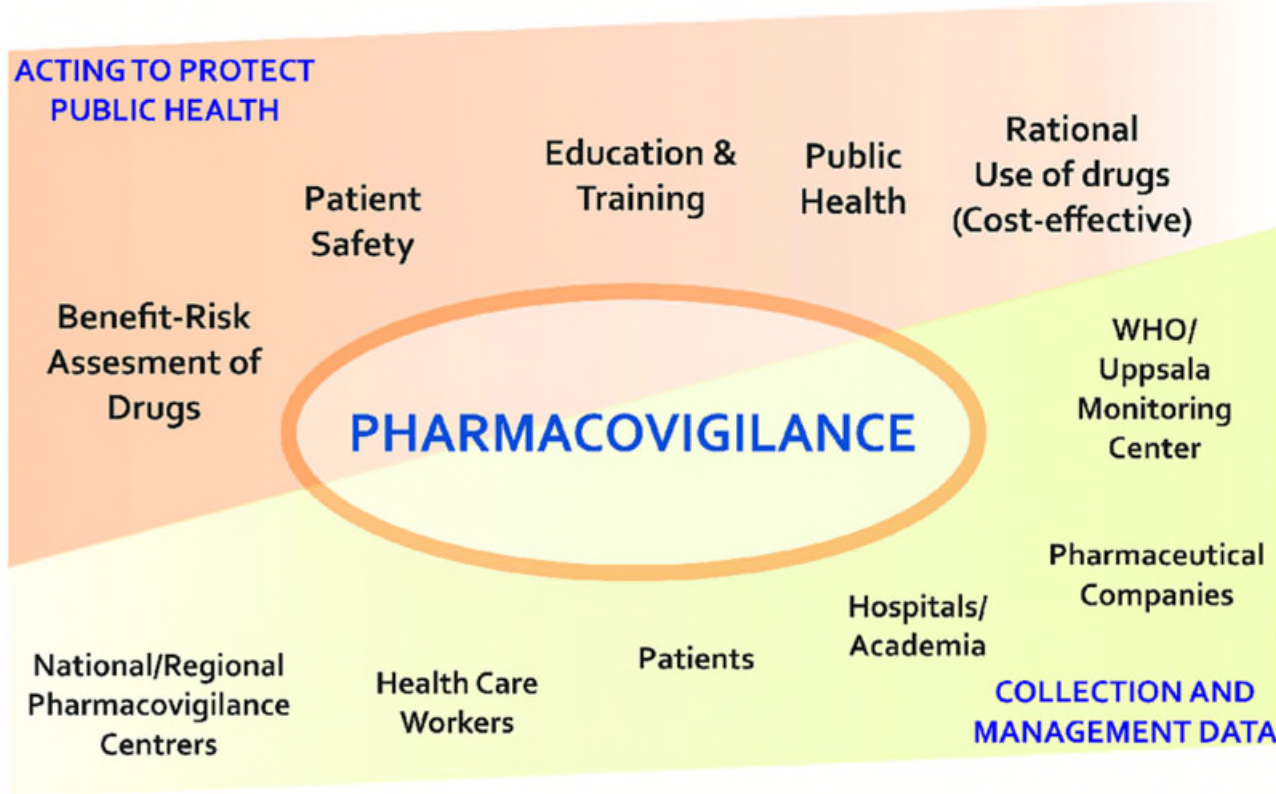 ACTING TO PROTECT
PUBLIC HEALTH
Patient
Safety
Education &
Training
Public
Health
Rational
Use of drugs
(Cost-effective)
Benefit-Risk
Assesment of
Drugs
PHARMACOVIGILANCE
WHO/
Uppsala
Monitoring
Center
Pharmaceutical
Companies
Hospitals/
Academia
Patients
Health Care
Workers
National/Regional
Pharmacovigilance
Centrers
COLLECTION AND
MANAGEMENT DATA